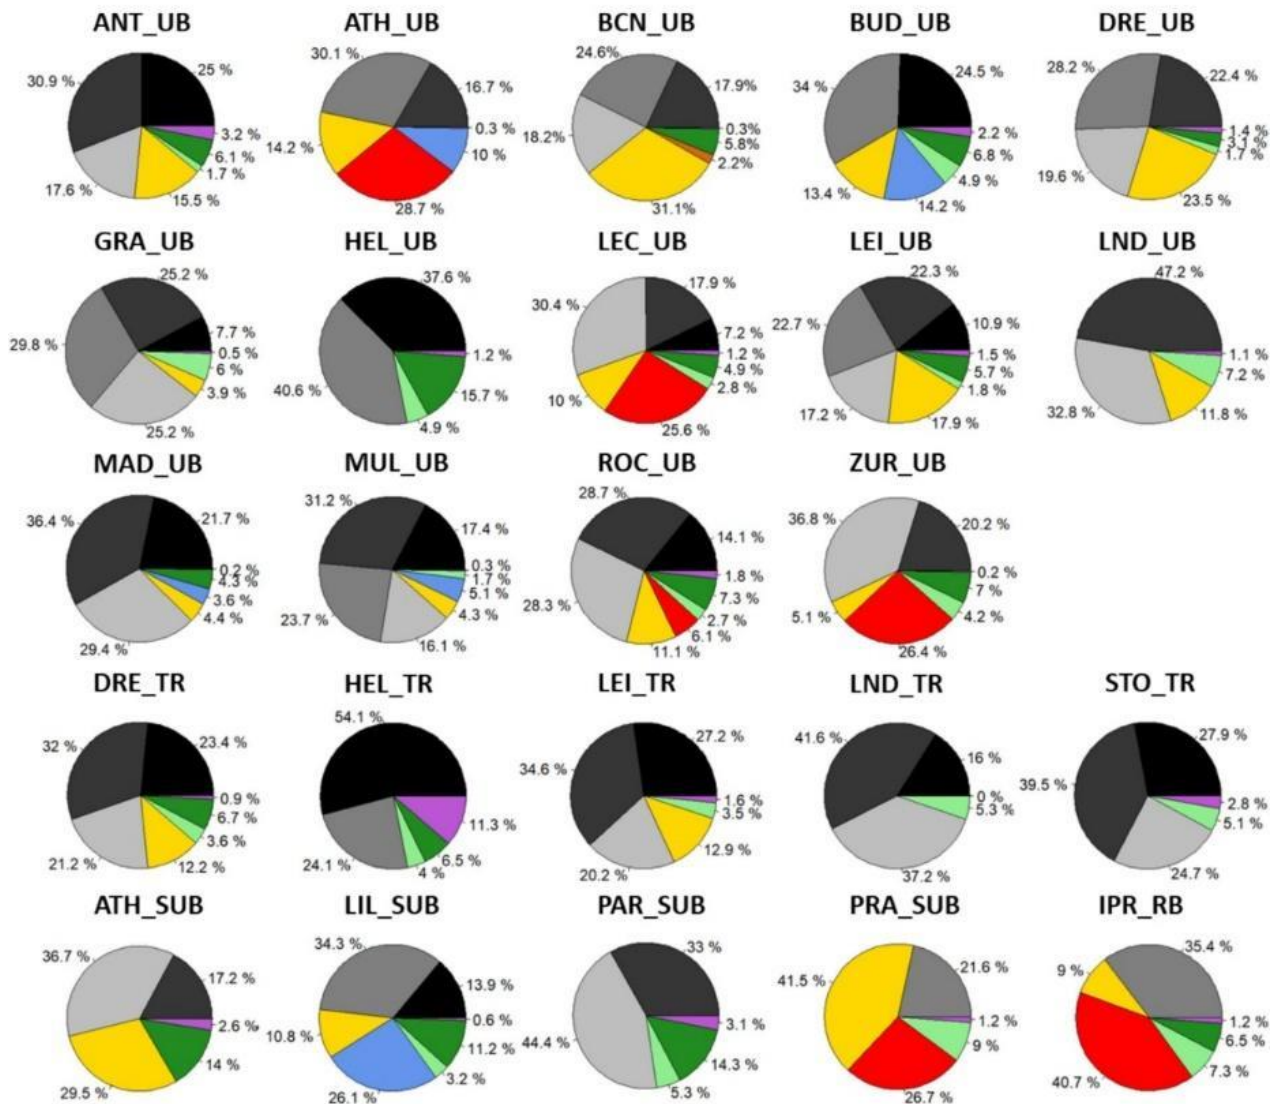 ANT_UB ATH_UB BCN_UB BUD_UB DRE_UB
30.9 % 25 % 3.2 % 6.1 % 1.7 % 15.5 % 17.6 %
30.1 % 16.7 % 0.3 % 10 % 28.7 % 14.2 %
24.6% 17.9% 0.3% 5.8% 2.2% 31.1% 18.2%
34 % 24.5 % 2.2 % 6.8 % 4.9 % 14.2 % 13.4 %
28.2 % 22.4 % 1.4 % 3.1 % 1.7 % 23.5 % 19.6 %
GRA_UB HEL_UB LEC_UB LEI_UB LND_UB
25.2 % 7.7 % 0.5 % 6 % 3.9 % 25.2 % 29.8 %
37.6 % 1.2 % 15.7 % 4.9 % 40.6 %
30.4 % 17.9 % 7.2 % 1.2 % 4.9 % 2.8 % 25.6 % 10 %
22.3 % 10.9 % 1.5 % 5.7 % 1.8 % 17.9 % 17.2 % 22.7 %
47.2 % 1.1 % 7.2 % 11.8 % 32.8 %
MAD_UB MUL_UB ROC_UB ZUR_UB
36.4 % 21.7 % 0.2 % 4.3 % 3.6 % 4.4 % 29.4 %
31.2 % 17.4 % 0.3 % 1.7 % 5.1 % 4.3 % 16.1 % 23.7 %
28.7 % 14.1 % 1.8 % 7.3 % 2.7 % 6.1 % 11.1 % 28.3 %
36.8 % 20.2 % 0.2 % 7 % 4.2 % 26.4 % 5.1 %
DRE_TR HEL_TR LEI_TR LND_TR STO_TR
32 % 23.4 % 0.9 % 6.7 % 3.6 % 12.2 % 21.2 %
54.1 % 11.3 % 6.5 % 4 % 24.1 %
34.6 % 27.2 % 1.6 % 3.5 % 12.9 % 20.2 %
41.6 % 16 % 0 % 5.3 % 37.2 %
39.5 % 27.9 % 2.8 % 5.1 % 24.7 %
ATH_SUB LIL_SUB PAR_SUB PRA_SUB IPR_RB
36.7 % 17.2 % 2.6 % 14 % 29.5 %
34.3 % 13.9 % 0.6 % 11.2 % 3.2 % 26.1 % 10.8 %
33 % 3.1 % 14.3 % 5.3 % 44.4 %
41.5 % 21.6 % 1.2 % 9 % 26.7 %
9 % 35.4 % 1.2 % 6.5 % 7.3 % 40.7 %